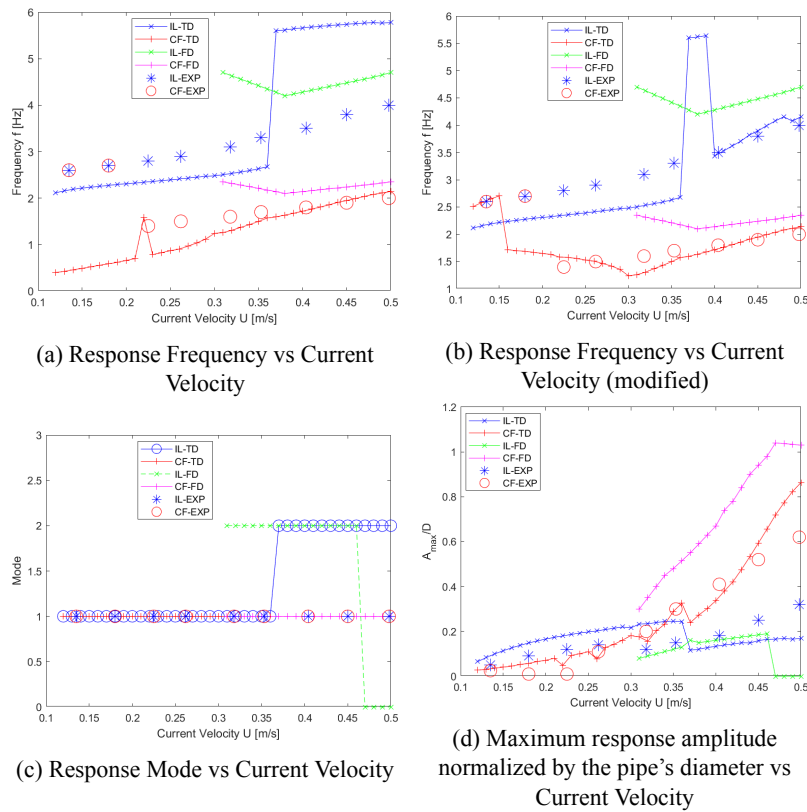 6
5
4
3
2
1
0
Frequency f [Hz]
IL-TD
CF-TD
IL-FD
CF-FD
IL-EXP
CF-EXP
0.1 0.15 0.2 0.25 0.3 0.35 0.4 0.45 0.5
Current Velocity U [m/s]
(a) Response Frequency vs Current
Velocity
6
5.5
5
4.5
4
3.5
3
2.5
2
1.5
1
Frequency f [Hz]
IL-TD
CF-TD
IL-FD
CF-FD
IL-EXP
CF-EXP
0.1 0.15 0.2 0.25 0.3 0.35 0.4 0.45 0.5
Current Velocity U [m/s]
(b) Response Frequency vs Current
Velocity (modified)
3
2.5
2
1.5
1
0.5
0
Mode
IL-TD
CF-TD
IL-FD
CF-FD
IL-EXP
CF-EXP
0.1 0.15 0.2 0.25 0.3 0.35 0.4 0.45 0.5
Current Velocity U [m/s]
(c) Response Mode vs Current Velocity
1.2
1
0.8
0.6
0.4
0.2
0
A_max/D
IL-TD
CF-TD
IL-FD
CF-FD
IL-EXP
CF-EXP
0.1 0.15 0.2 0.25 0.3 0.35 0.4 0.45 0.5
Current Velocity U [m/s]
(d) Maximum response amplitude
normalized by the pipe's diameter vs
Current Velocity